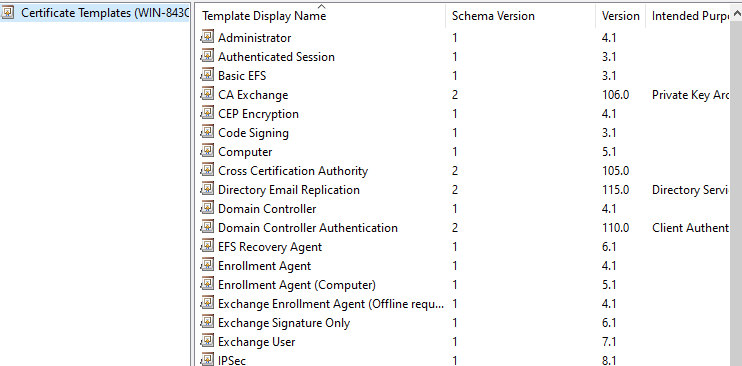 Certificate Templates (WIN-843C
Template Display Name Schema Version Version Intended Purpo
Administrator 1 4.1
Authenticated Session 1 3.1
Basic EFS 1 3.1
CA Exchange 2 106.0 Private Key Arc
CEP Encryption 1 4.1
Code Signing 1 3.1
Computer 1 5.1
Cross Certification Authority 2 105.0
Directory Email Replication 2 115.0 Directory Servi
Domain Controller 1 4.1
Domain Controller Authentication 2 110.0 Client Authent
EFS Recovery Agent 1 6.1
Enrollment Agent 1 4.1
Enrollment Agent (Computer) 1 5.1
Exchange Enrollment Agent (Offline requ... 1 4.1
Exchange Signature Only 1 6.1
Exchange User 1 7.1
IPSec 1 8.1